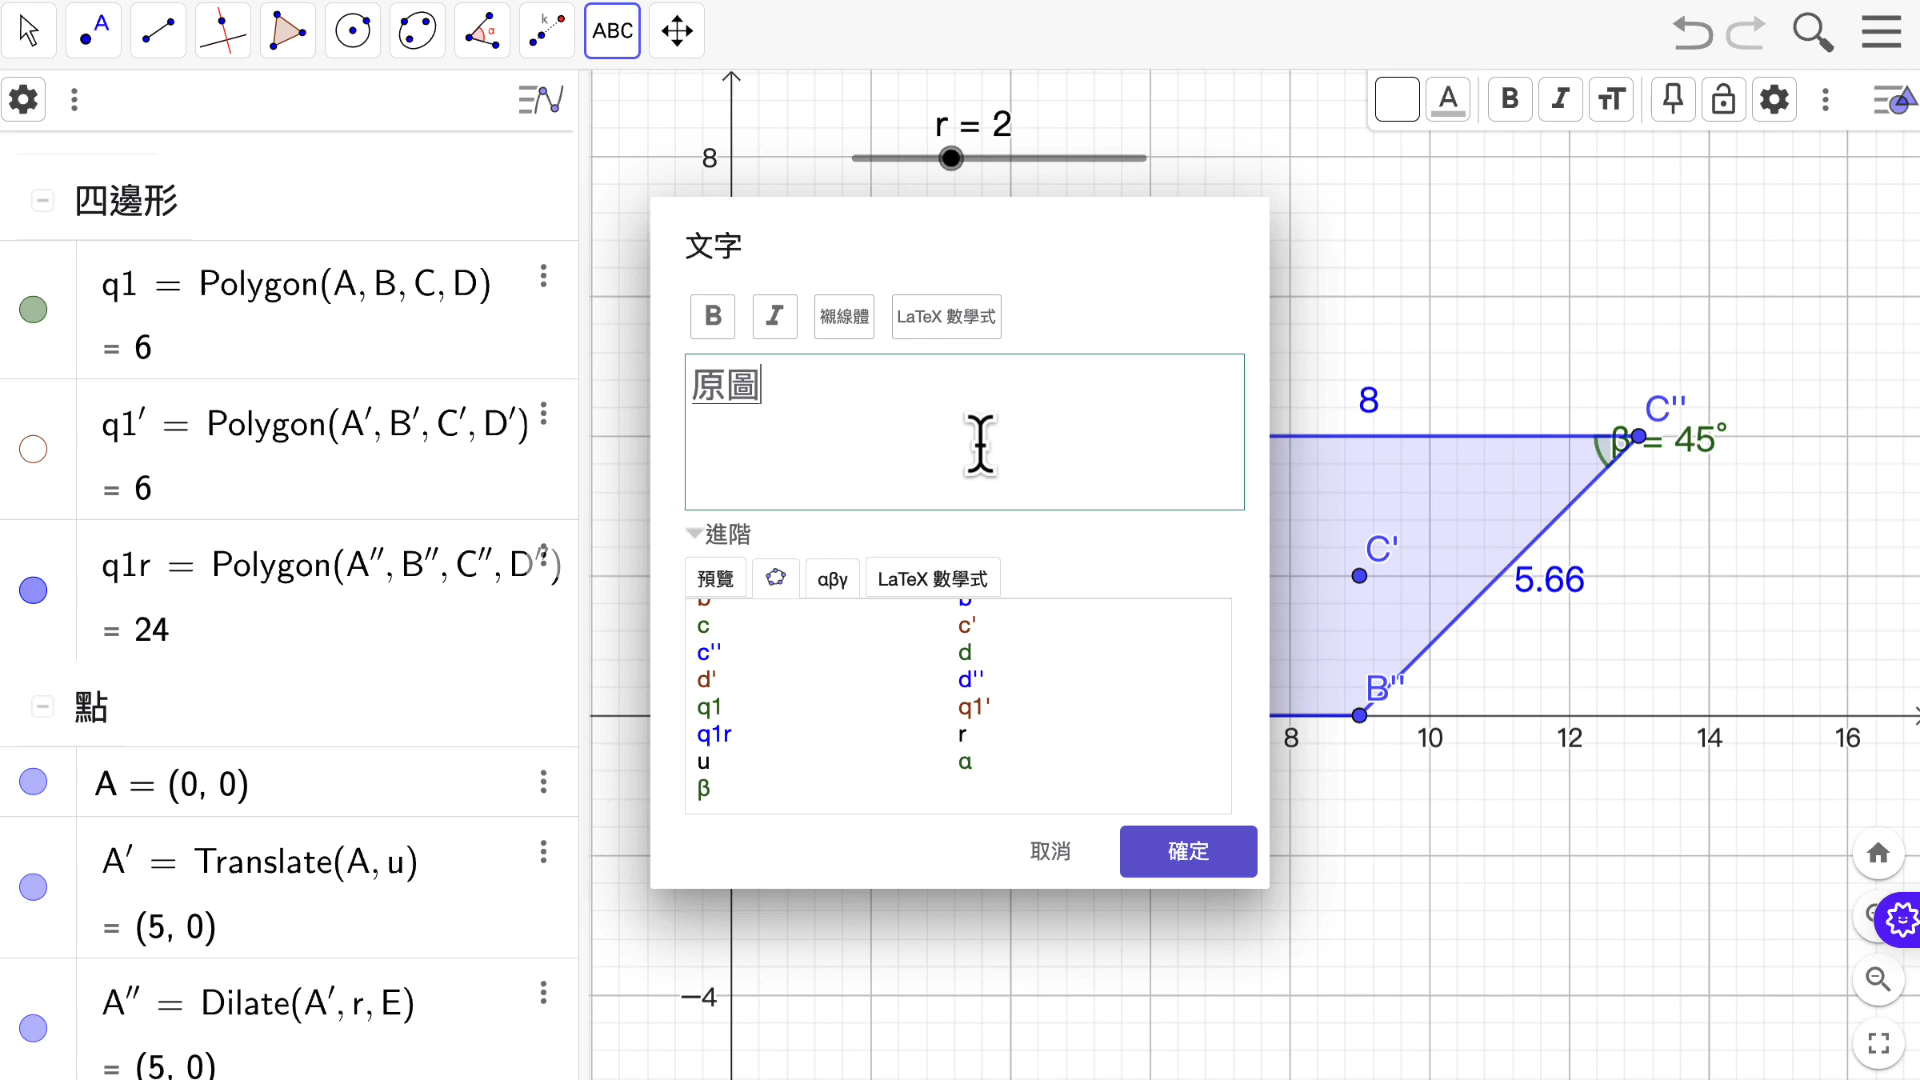 A
α
k
ABC
四邊形
q1 = Polygon(A, B, C, D)
= 6
q1′ = Polygon(A′, B′, C′, D′)
= 6
q1r = Polygon(A″, B″, C″, D″)
= 24
點
A = (0, 0)
A′ = Translate(A, u)
= (5, 0)
A″ = Dilate(A′, r, E)
= (5, 0)
r = 2
A B I TT
8
文字
B I 襯線體 LaTeX 數學式
原圖
進階
預覽 αβγ LaTeX 數學式
b b
c c'
c'' d
d' d''
q1 q1'
q1r r
u α
β
取消 確定
8
C''
β = 45°
C'
5.66
B''
8 10 12 14 16
−4